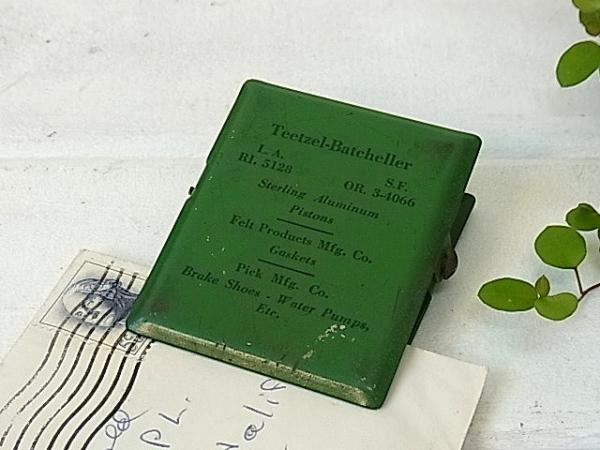 Teetzel-Batcheller
L. A. S.F.
RI. 5128 OR. 3-4066
Sterling Aluminum
Pistons
Felt Products Mfg. Co.
Gaskets
Pick Mfg. Co.
Brake Shoes - Water Pumps,
Etc.
PL.